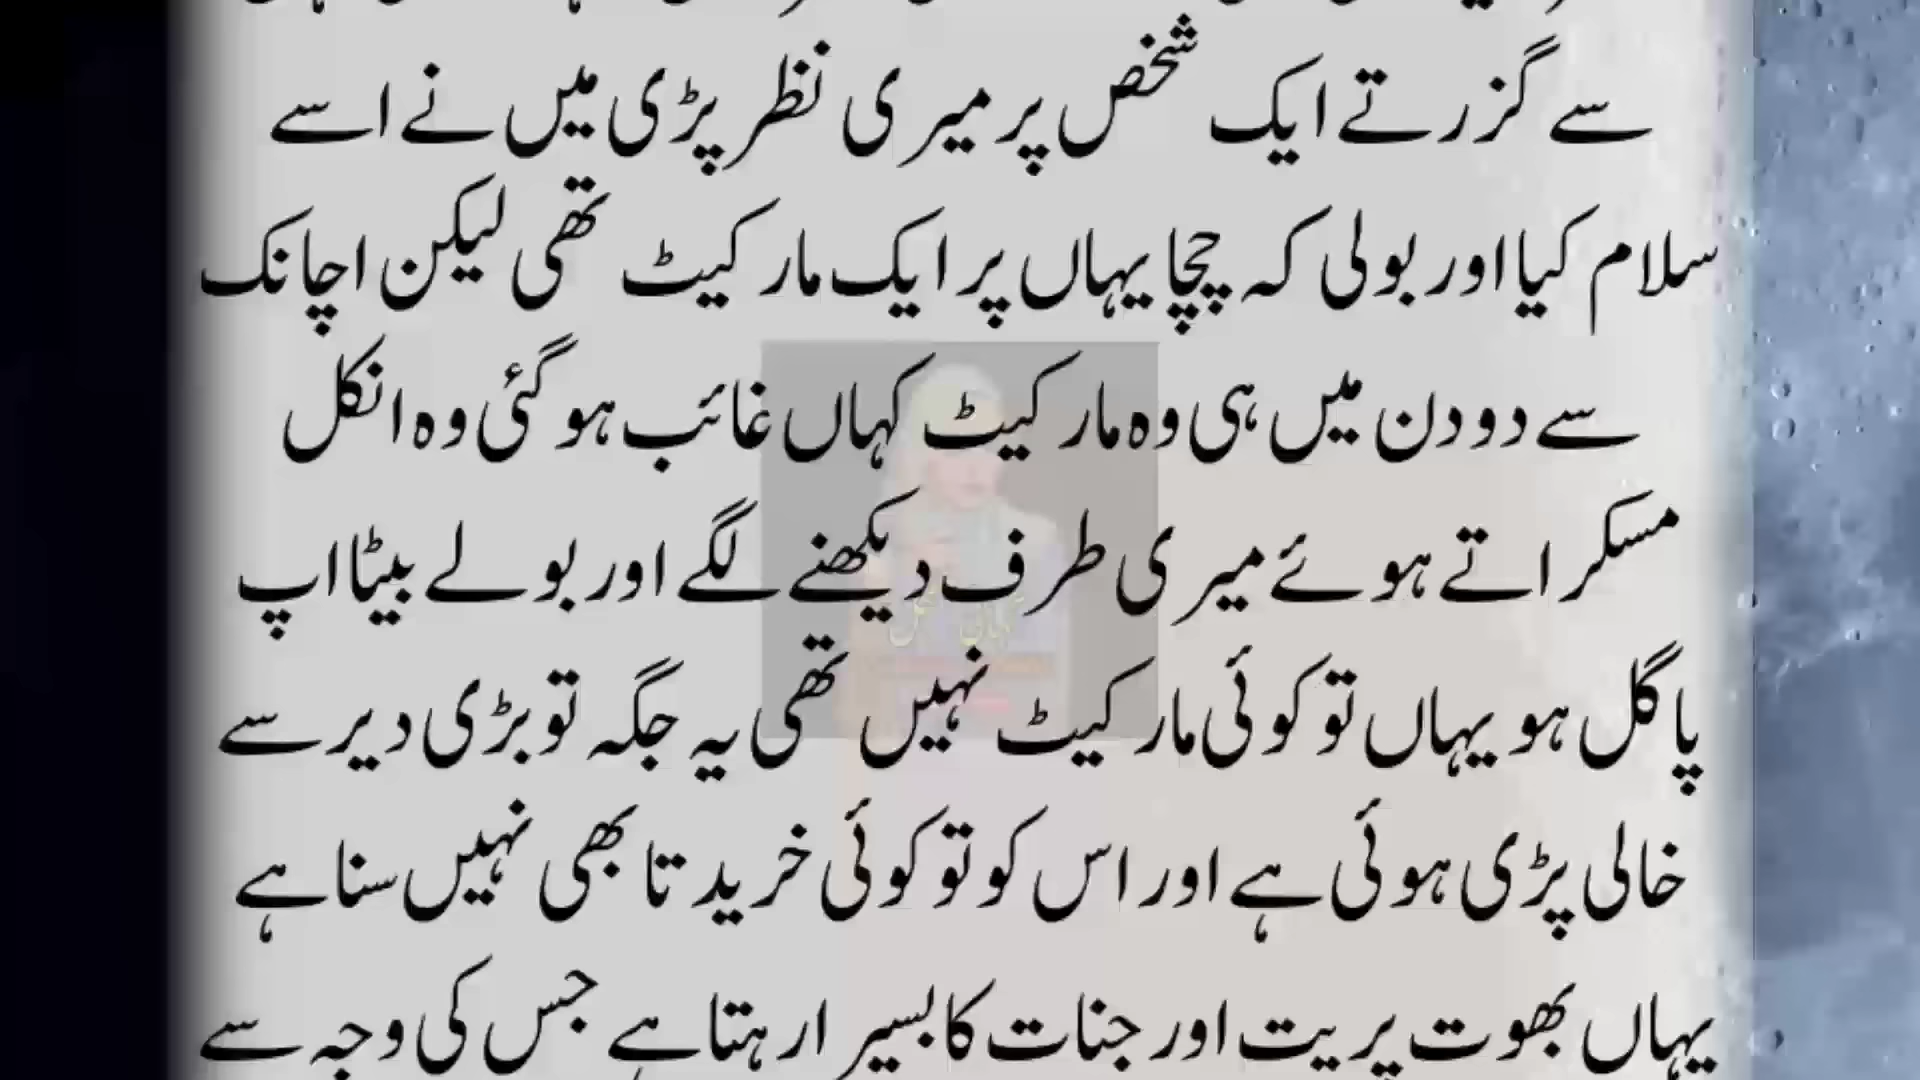 سے گزرتے ایک شخص پر میری نظر پڑی میں نے اسے
سلام کیا اور بولی کہ چچا یہاں پر ایک مارکیٹ تھی لیکن اچانک
سے دو دن میں ہی وہ مارکیٹ کہاں غائب ہو گئی وہ انکل
مسکراتے ہوئے میری طرف دیکھنے لگے اور بولے بیٹا اپ
پاگل ہو یہاں تو کوئی مارکیٹ نہیں تھی یہ جگہ تو بڑی دیر سے
خالی پڑی ہوئی ہے اور اس کو تو کوئی خریدتا بھی نہیں سنا ہے
یہاں بھوت پریت اور جنات کا بسیرا رہتا ہے جس کی وجہ سے